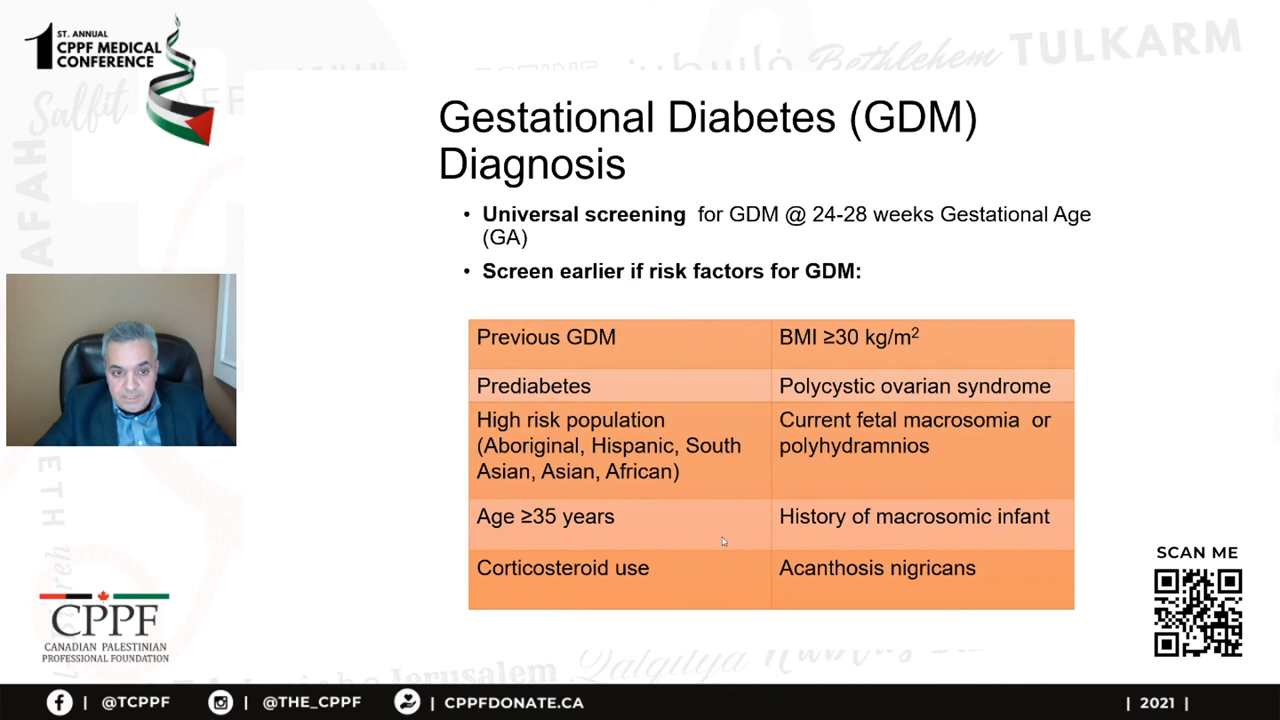 1 ST. ANNUAL
CPPF MEDICAL
CONFERENCE
Salfit
AFAH
فلسطين
Bethlehem
TULKARM
Gestational Diabetes (GDM)
Diagnosis
• Universal screening for GDM @ 24-28 weeks Gestational Age
(GA)
• Screen earlier if risk factors for GDM:
Previous GDM
BMI ≥30 kg/m²
Prediabetes
Polycystic ovarian syndrome
High risk population
(Aboriginal, Hispanic, South
Asian, Asian, African)
Current fetal macrosomia or
polyhydramnios
Age ≥35 years
History of macrosomic infant
Corticosteroid use
Acanthosis nigricans
SCAN ME
CPPF
CANADIAN PALESTINIAN
PROFESSIONAL FOUNDATION
Jerusalem
Qalqilya
| @TCPPF
| @THE_CPPF
| CPPFDONATE.CA
| 2021 |